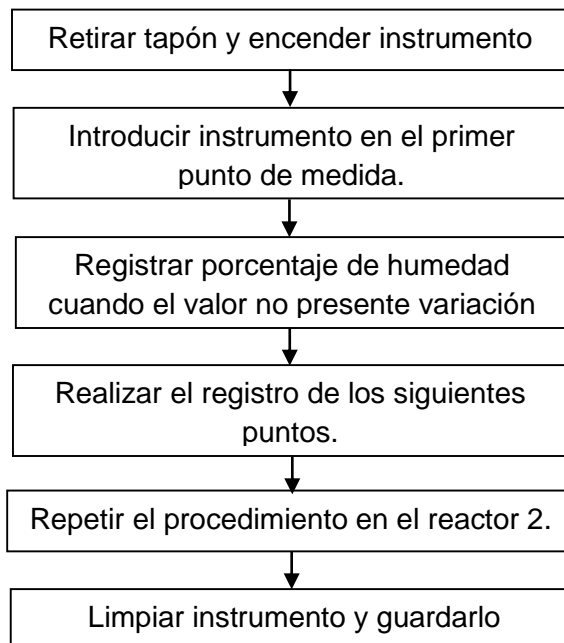 Retirar tapón y encender instrumento
Introducir instrumento en el primer
punto de medida.
Registrar porcentaje de humedad
cuando el valor no presente variación
Realizar el registro de los siguientes
puntos.
Repetir el procedimiento en el reactor 2.
Limpiar instrumento y guardarlo